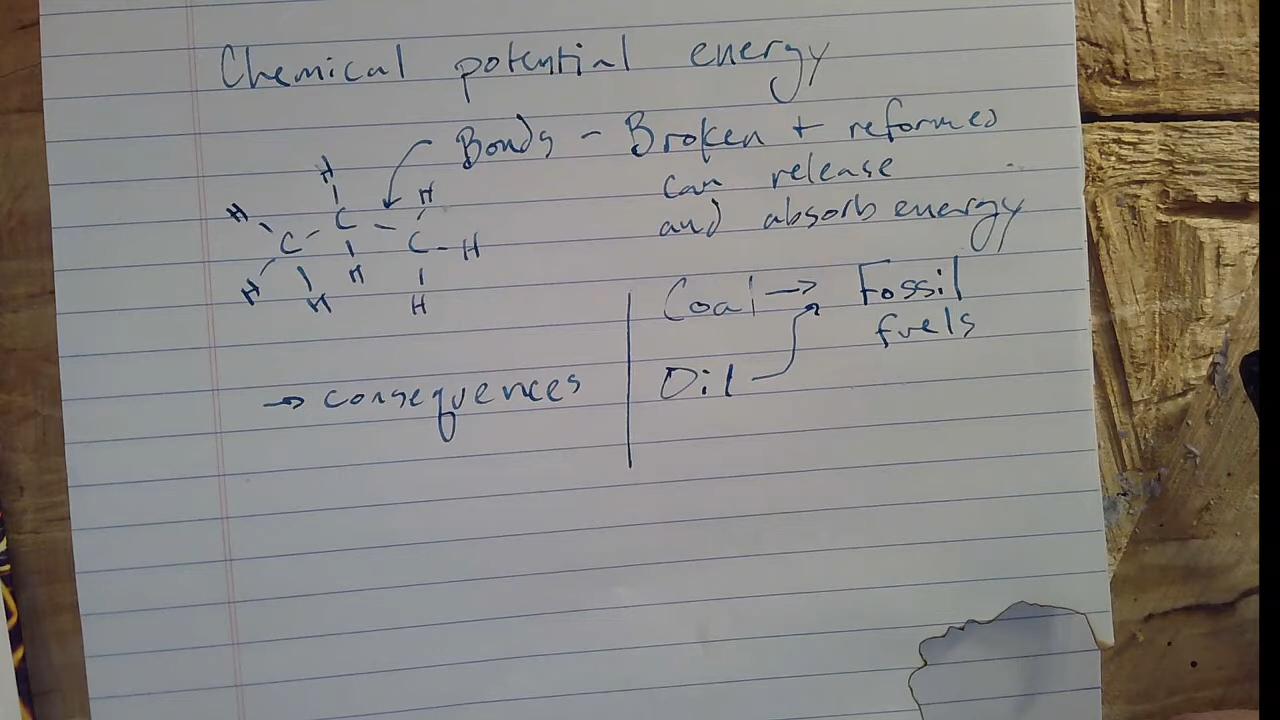 Chemical potential energy
Bonds - Broken + reformed
can release
and absorb energy
H
H H
C C C H
H H H H
Coal → Fossil
fuels
→ consequences
Oil